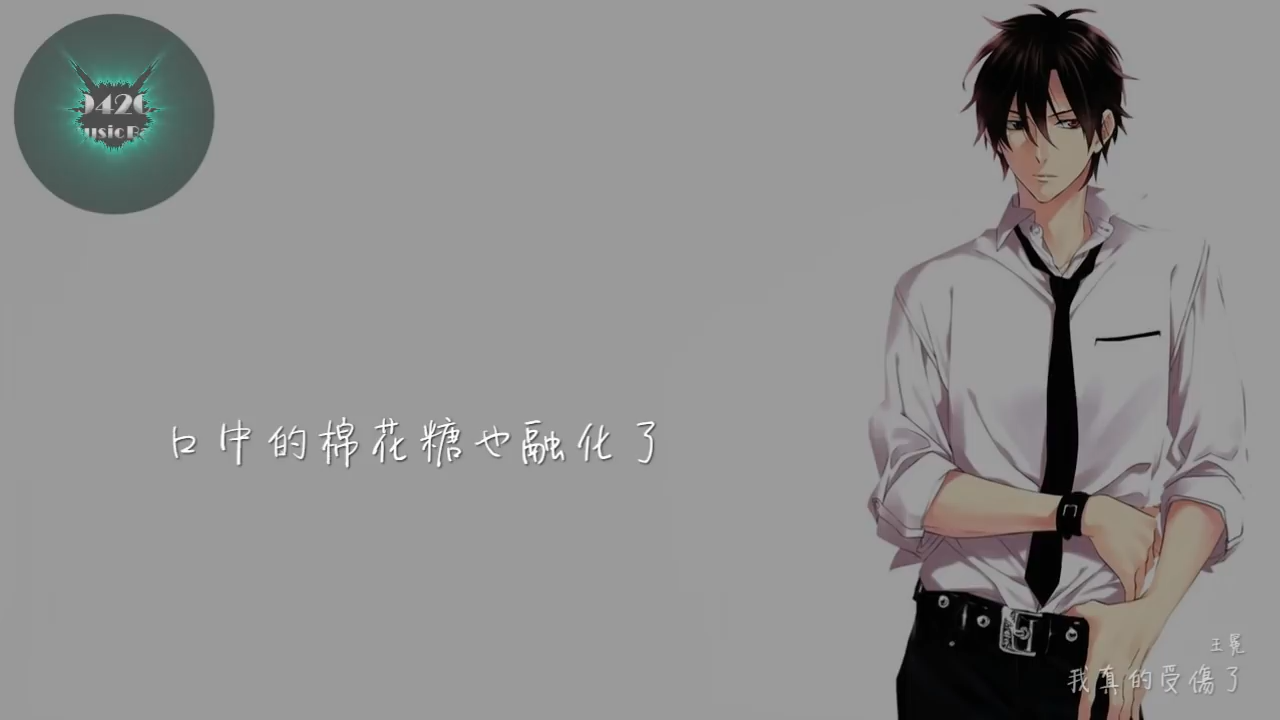 口中的棉花糖也融化了
王冕
我真的受傷了